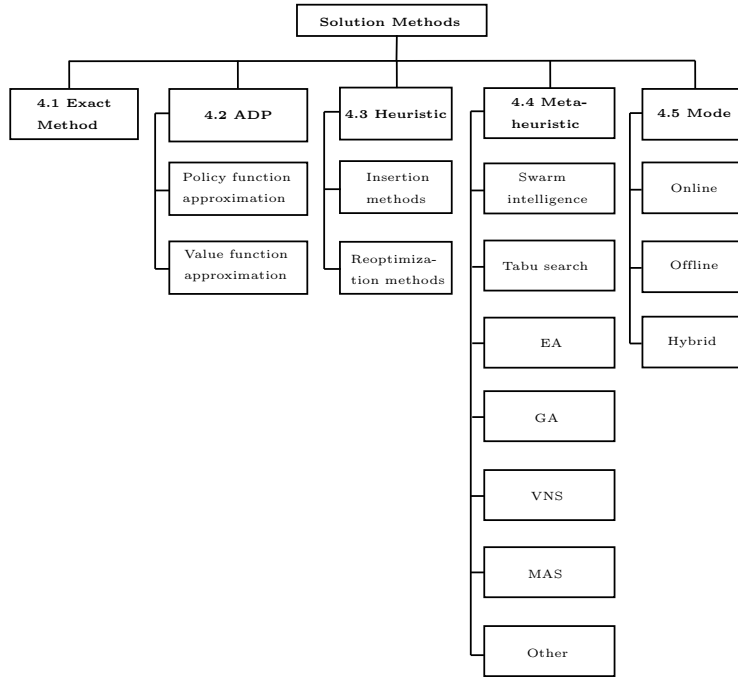 Solution Methods
4.1 Exact
Method
4.2 ADP
Policy function
approximation
Value function
approximation
4.3 Heuristic
Insertion
methods
Reoptimiza-
tion methods
4.4 Meta-
heuristic
Swarm
intelligence
Tabu search
EA
GA
VNS
MAS
Other
4.5 Mode
Online
Offline
Hybrid